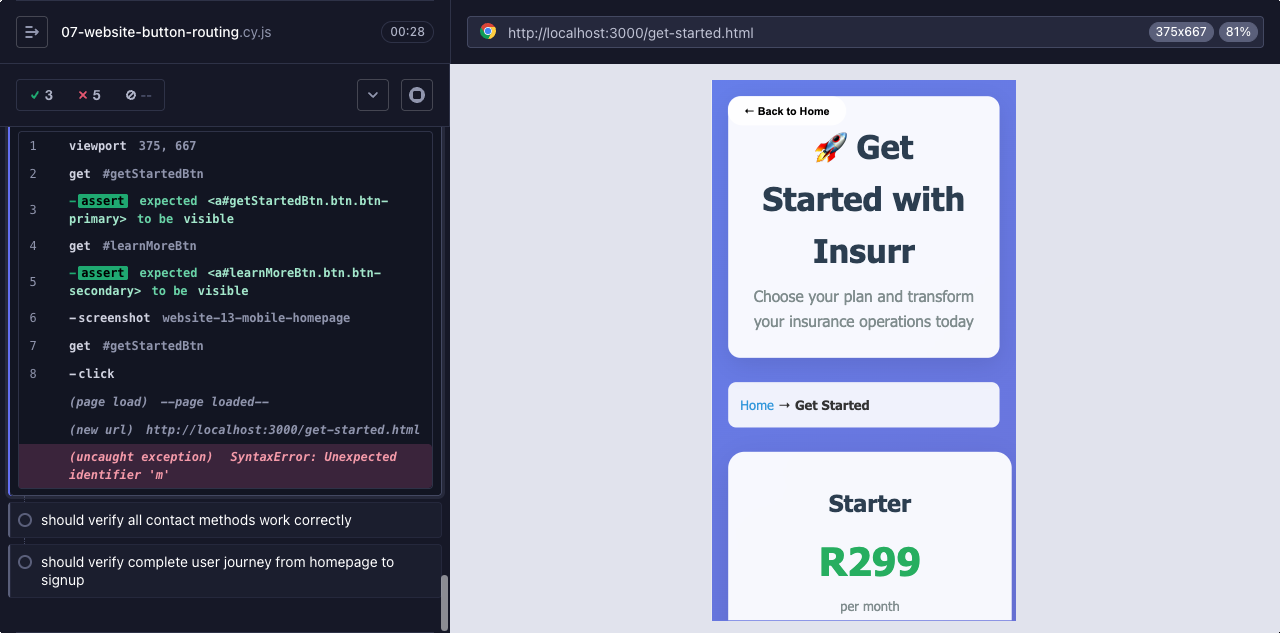 07-website-button-routing.cy.js 00:28
3 5 --
1 viewport 375, 667
2 get #getStartedBtn
3 -assert expected <a#getStartedBtn.btn.btn-
primary> to be visible
4 get #learnMoreBtn
5 -assert expected <a#learnMoreBtn.btn.btn-
secondary> to be visible
6 -screenshot website-13-mobile-homepage
7 get #getStartedBtn
8 -click
(page load) --page loaded--
(new url) http://localhost:3000/get-started.html
(uncaught exception) SyntaxError: Unexpected
identifier 'm'
should verify all contact methods work correctly
should verify complete user journey from homepage to
signup
http://localhost:3000/get-started.html 375x667 81%
← Back to Home
🚀 Get
Started with
Insurr
Choose your plan and transform
your insurance operations today
Home → Get Started
Starter
R299
per month